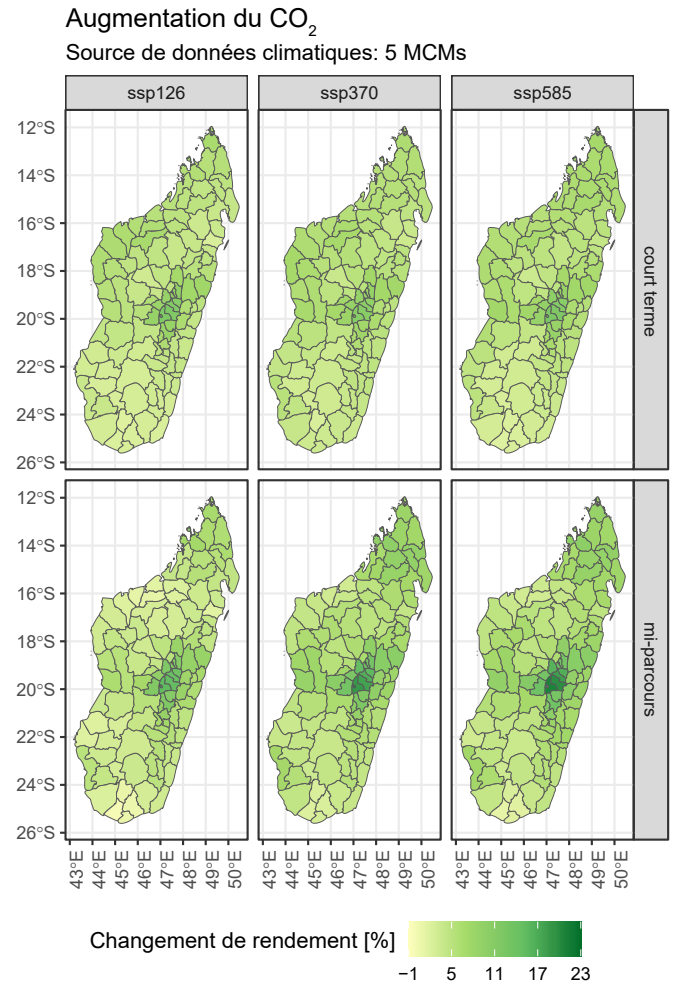 Augmentation du CO2
Source de données climatiques: 5 MCMs
ssp126 ssp370 ssp585
12°S
14°S
16°S
18°S
20°S
22°S
24°S
26°S
court terme
12°S
14°S
16°S
18°S
20°S
22°S
24°S
26°S
mi-parcours
43°E 44°E 45°E 46°E 47°E 48°E 49°E 50°E 43°E 44°E 45°E 46°E 47°E 48°E 49°E 50°E 43°E 44°E 45°E 46°E 47°E 48°E 49°E 50°E
Changement de rendement [%]
−1 5 11 17 23